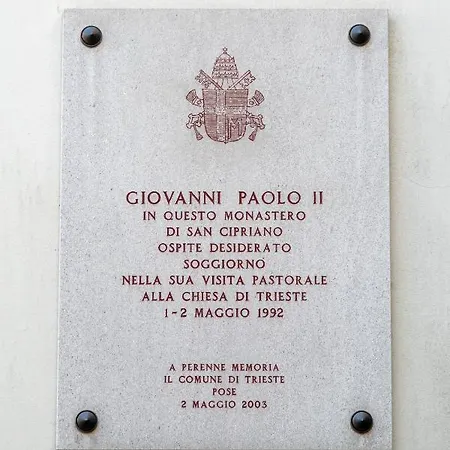 GIOVANNI PAOLO II
IN QUESTO MONASTERO
DI SAN CIPRIANO
OSPITE DESIDERATO
SOGGIORNÒ
NELLA SUA VISITA PASTORALE
ALLA CHIESA DI TRIESTE
1-2 MAGGIO 1992
A PERENNE MEMORIA
IL COMUNE DI TRIESTE
POSE
2 MAGGIO 2003